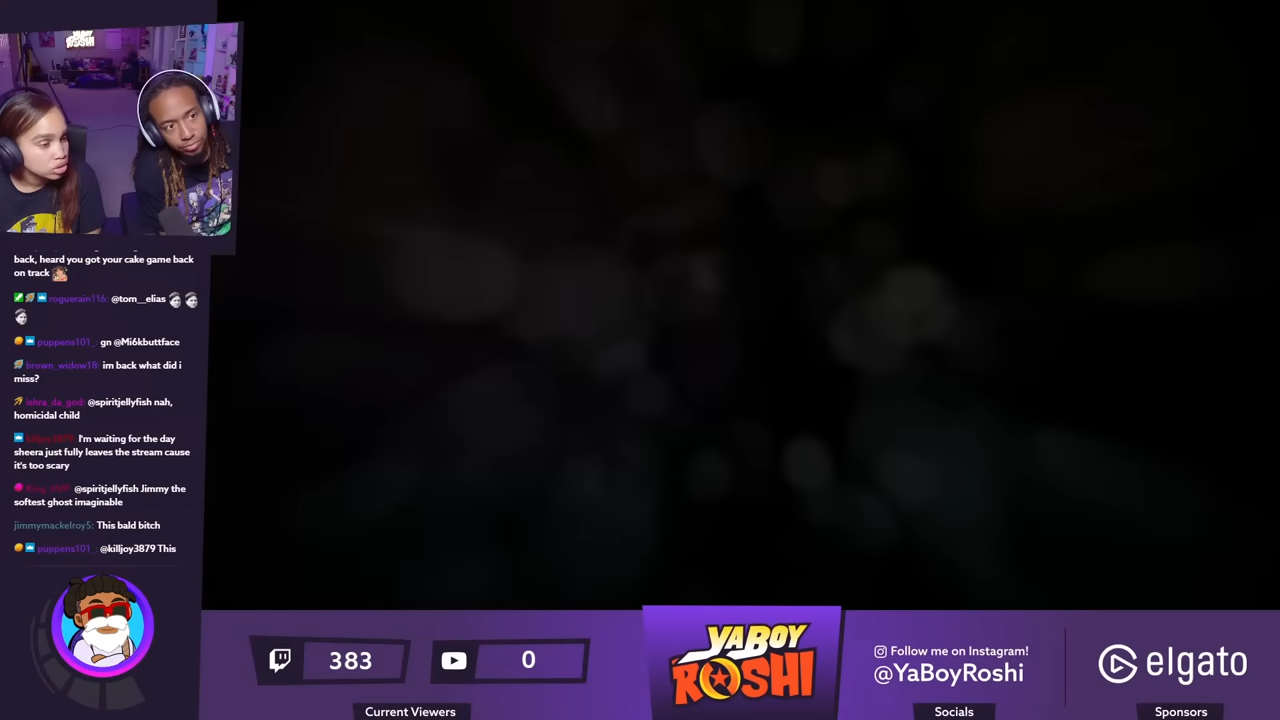 YABOY
ROSHI
back, heard you got your cake game back
on track
roguerain116: @tom__elias
puppens101_: gn @Mi6kbuttface
brown_widow18: im back what did i
miss?
ishra_da_god: @spiritjellyfish nah,
homicidal child
killjoy3879: I'm waiting for the day
sheera just fully leaves the stream cause
it's too scary
@spiritjellyfish Jimmy the
softest ghost imaginable
jimmymackelroy5: This bald bitch
puppens101_: @killjoy3879 This
383
0
Current Viewers
YABOY
ROSHI
Follow me on Instagram!
@YaBoyRoshi
Socials
elgato
Sponsors